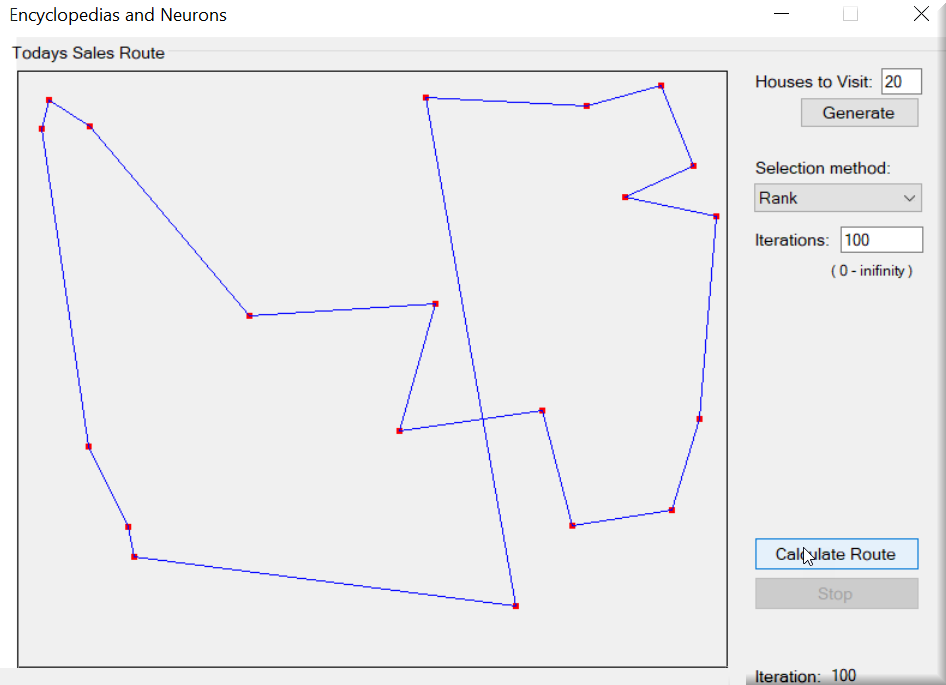 Encyclopedias and Neurons
Todays Sales Route
Houses to Visit: 20
Generate
Selection method:
Rank
Iterations: 100
( 0 - inifinity )
Calculate Route
Stop
Iteration: 100